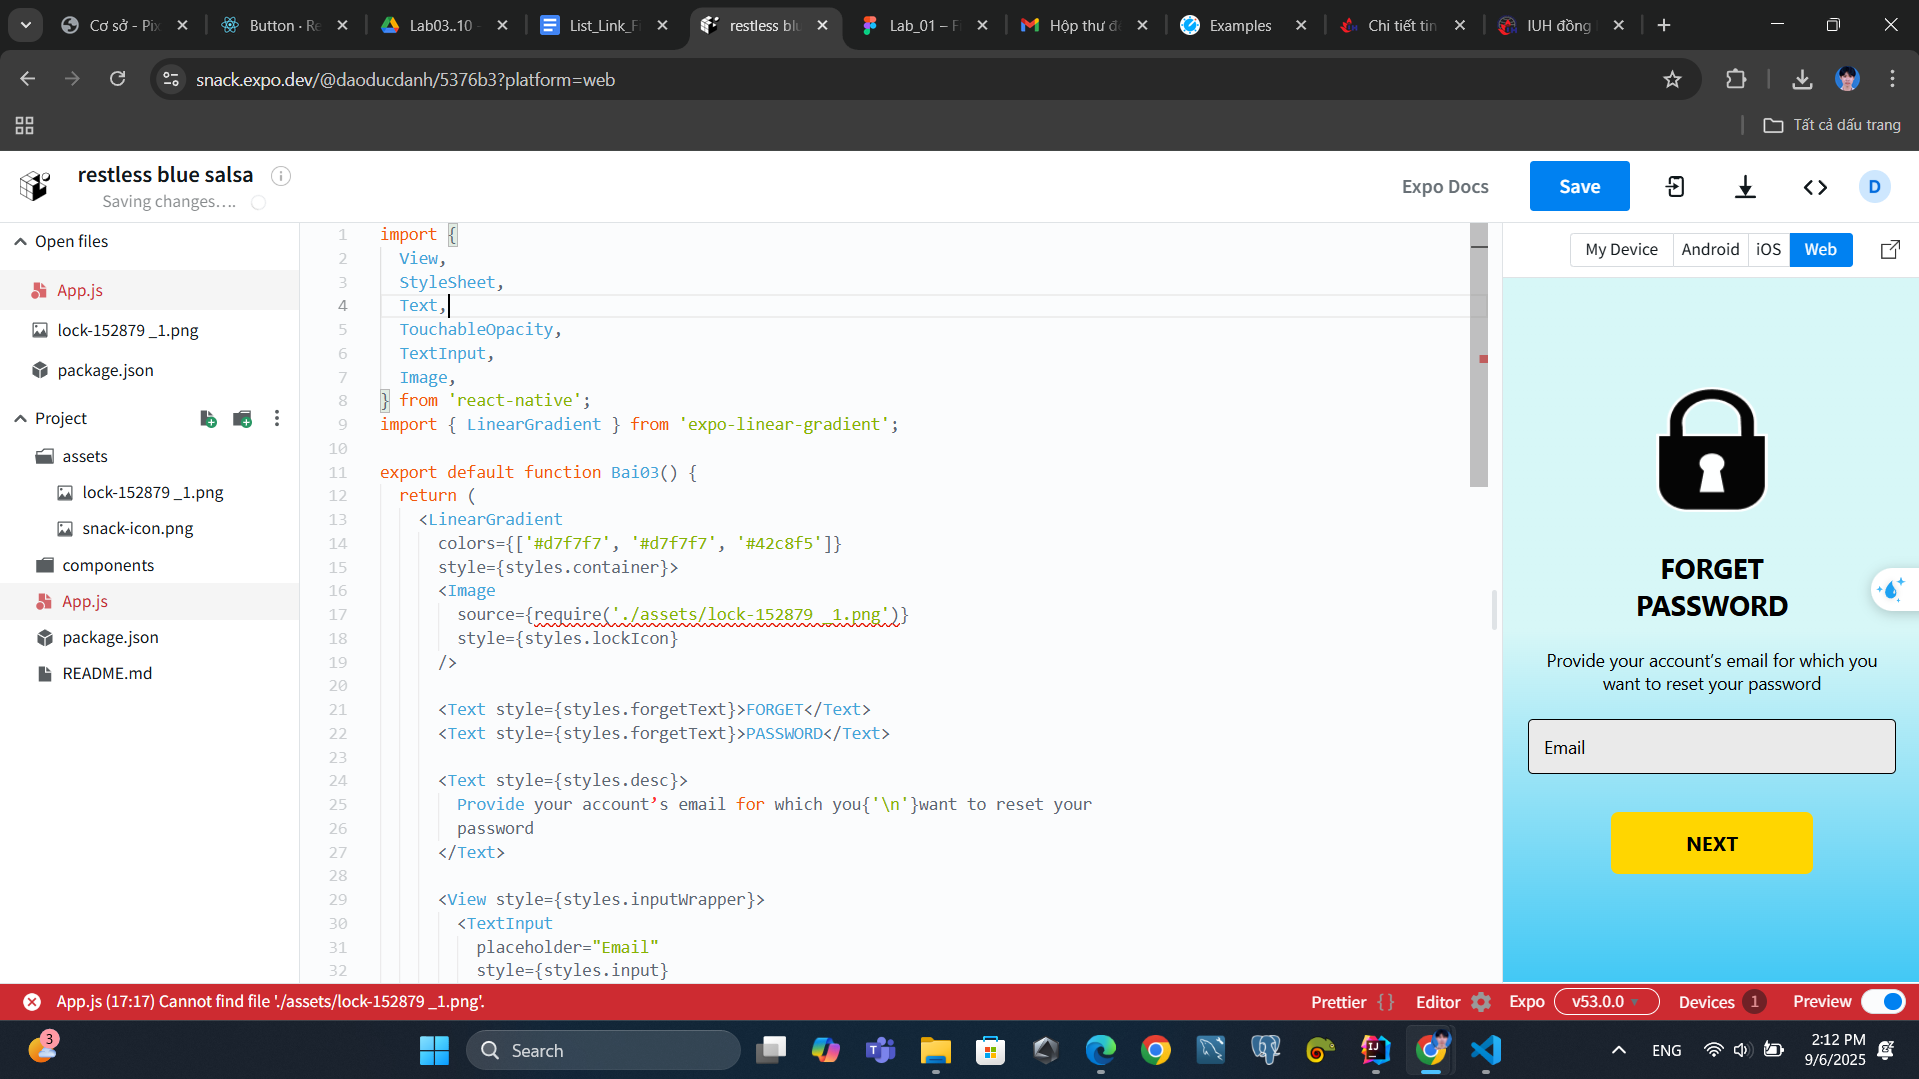 Cơ sở - Pix
Button · Re
Lab03..10 -
List_Link_Fi
restless blu
Lab_01 – Fi
Hộp thư đế
Examples
Chi tiết tin
IUH đồng
snack.expo.dev/@daoducdanh/5376b3?platform=web
Tất cả dấu trang
restless blue salsa
Saving changes….
Expo Docs
Save
D
Open files
App.js
lock-152879 _1.png
package.json
Project
assets
lock-152879 _1.png
snack-icon.png
components
App.js
package.json
README.md
1 import {
2 View,
3 StyleSheet,
4 Text,
5 TouchableOpacity,
6 TextInput,
7 Image,
8 } from 'react-native';
9 import { LinearGradient } from 'expo-linear-gradient';
10
11 export default function Bai03() {
12 return (
13 <LinearGradient
14 colors={['#d7f7f7', '#d7f7f7', '#42c8f5']}
15 style={styles.container}>
16 <Image
17 source={require('./assets/lock-152879 _1.png')}
18 style={styles.lockIcon}
19 />
20
21 <Text style={styles.forgetText}>FORGET</Text>
22 <Text style={styles.forgetText}>PASSWORD</Text>
23
24 <Text style={styles.desc}>
25 Provide your account’s email for which you{'\n'}want to reset your
26 password
27 </Text>
28
29 <View style={styles.inputWrapper}>
30 <TextInput
31 placeholder="Email"
32 style={styles.input}
My Device
Android
iOS
Web
FORGET
PASSWORD
Provide your account’s email for which you
want to reset your password
Email
NEXT
App.js (17:17) Cannot find file './assets/lock-152879 _1.png'.
Prettier { }
Editor
Expo
v53.0.0
Devices 1
Preview
3
Search
ENG
2:12 PM
9/6/2025